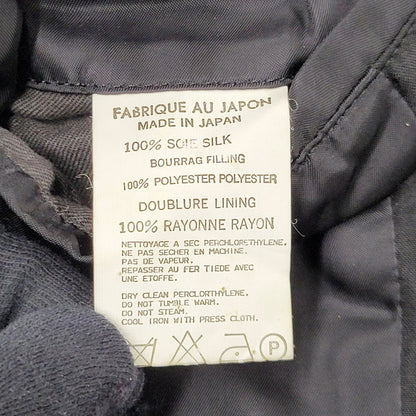 FABRIQUE AU JAPON
MADE IN JAPAN
100% SOIE SILK
BOURRAG FILLING
100% POLYESTER POLYESTER
DOUBLURE LINING
100% RAYONNE RAYON
NETTOYAGE A SEC PERCHLORETHYLENE.
NE PAS SECHER EN MACHINE.
PAS DE VAPEUR.
REPASSER AU FER TIEDE AVEC
UNE ETOFFE.
DRY CLEAN PERCLORTHYLENE.
DO NOT TUMBLE WARM.
DO NOT STEAM.
COOL IRON WITH PRESS CLOTH.
P